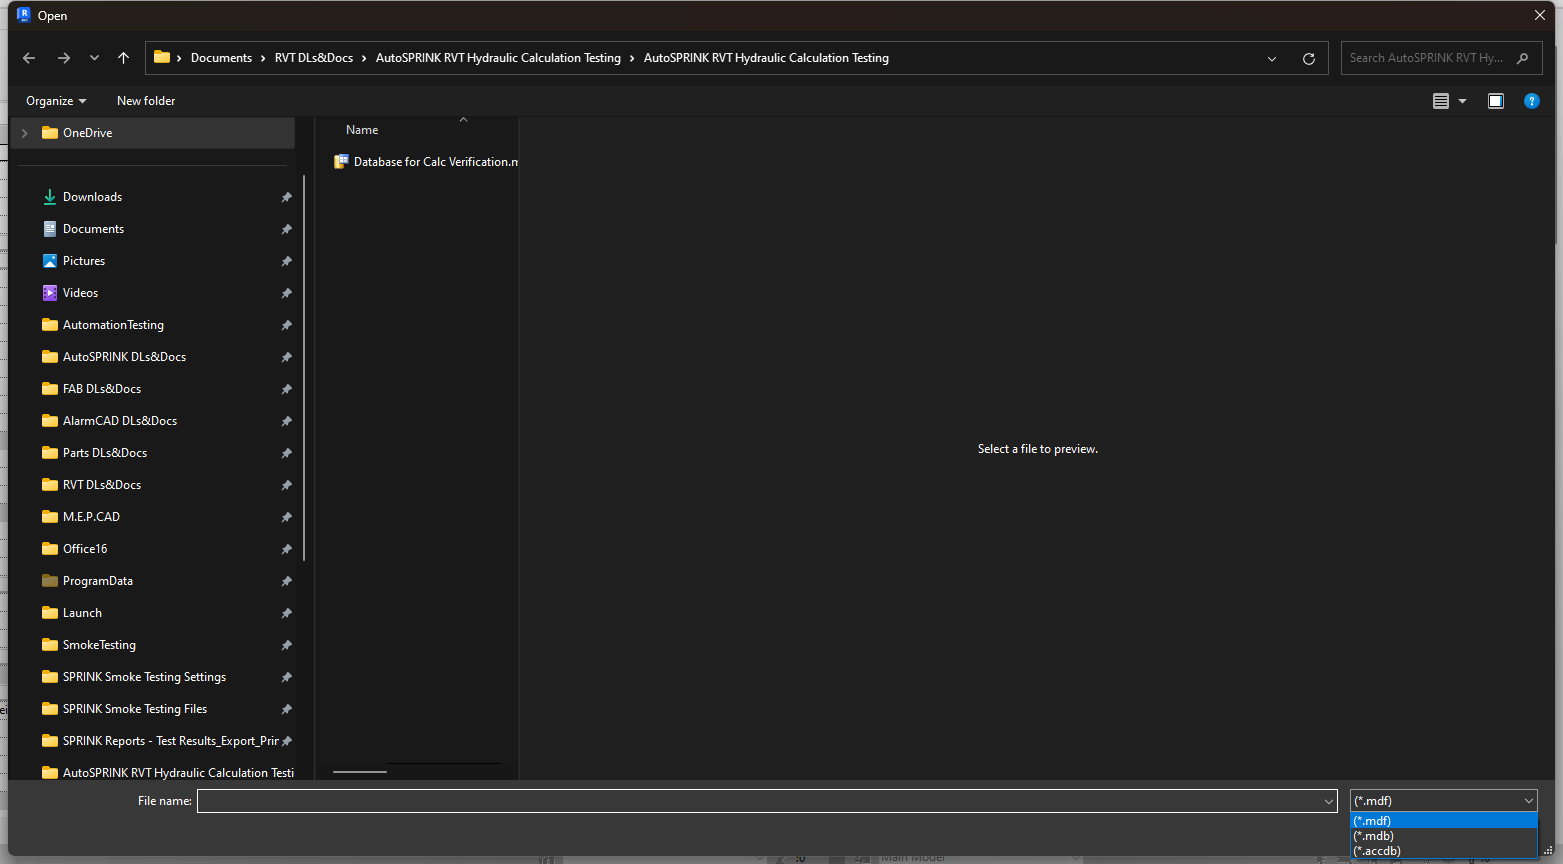 Open
Documents > RVT DLs&Docs > AutoSPRINK RVT Hydraulic Calculation Testing > AutoSPRINK RVT Hydraulic Calculation Testing
Search AutoSPRINK RVT Hy...
Organize
New folder
OneDrive
Name
Database for Calc Verification.m
Downloads
Documents
Pictures
Videos
AutomationTesting
AutoSPRINK DLs&Docs
FAB DLs&Docs
AlarmCAD DLs&Docs
Parts DLs&Docs
RVT DLs&Docs
M.E.P.CAD
Office16
ProgramData
Launch
SmokeTesting
SPRINK Smoke Testing Settings
SPRINK Smoke Testing Files
SPRINK Reports - Test Results_Export_Prin
AutoSPRINK RVT Hydraulic Calculation Testi
Select a file to preview.
File name:
(*.mdf)
(*.mdf)
(*.mdb)
(*.accdb)
:0
Main Model